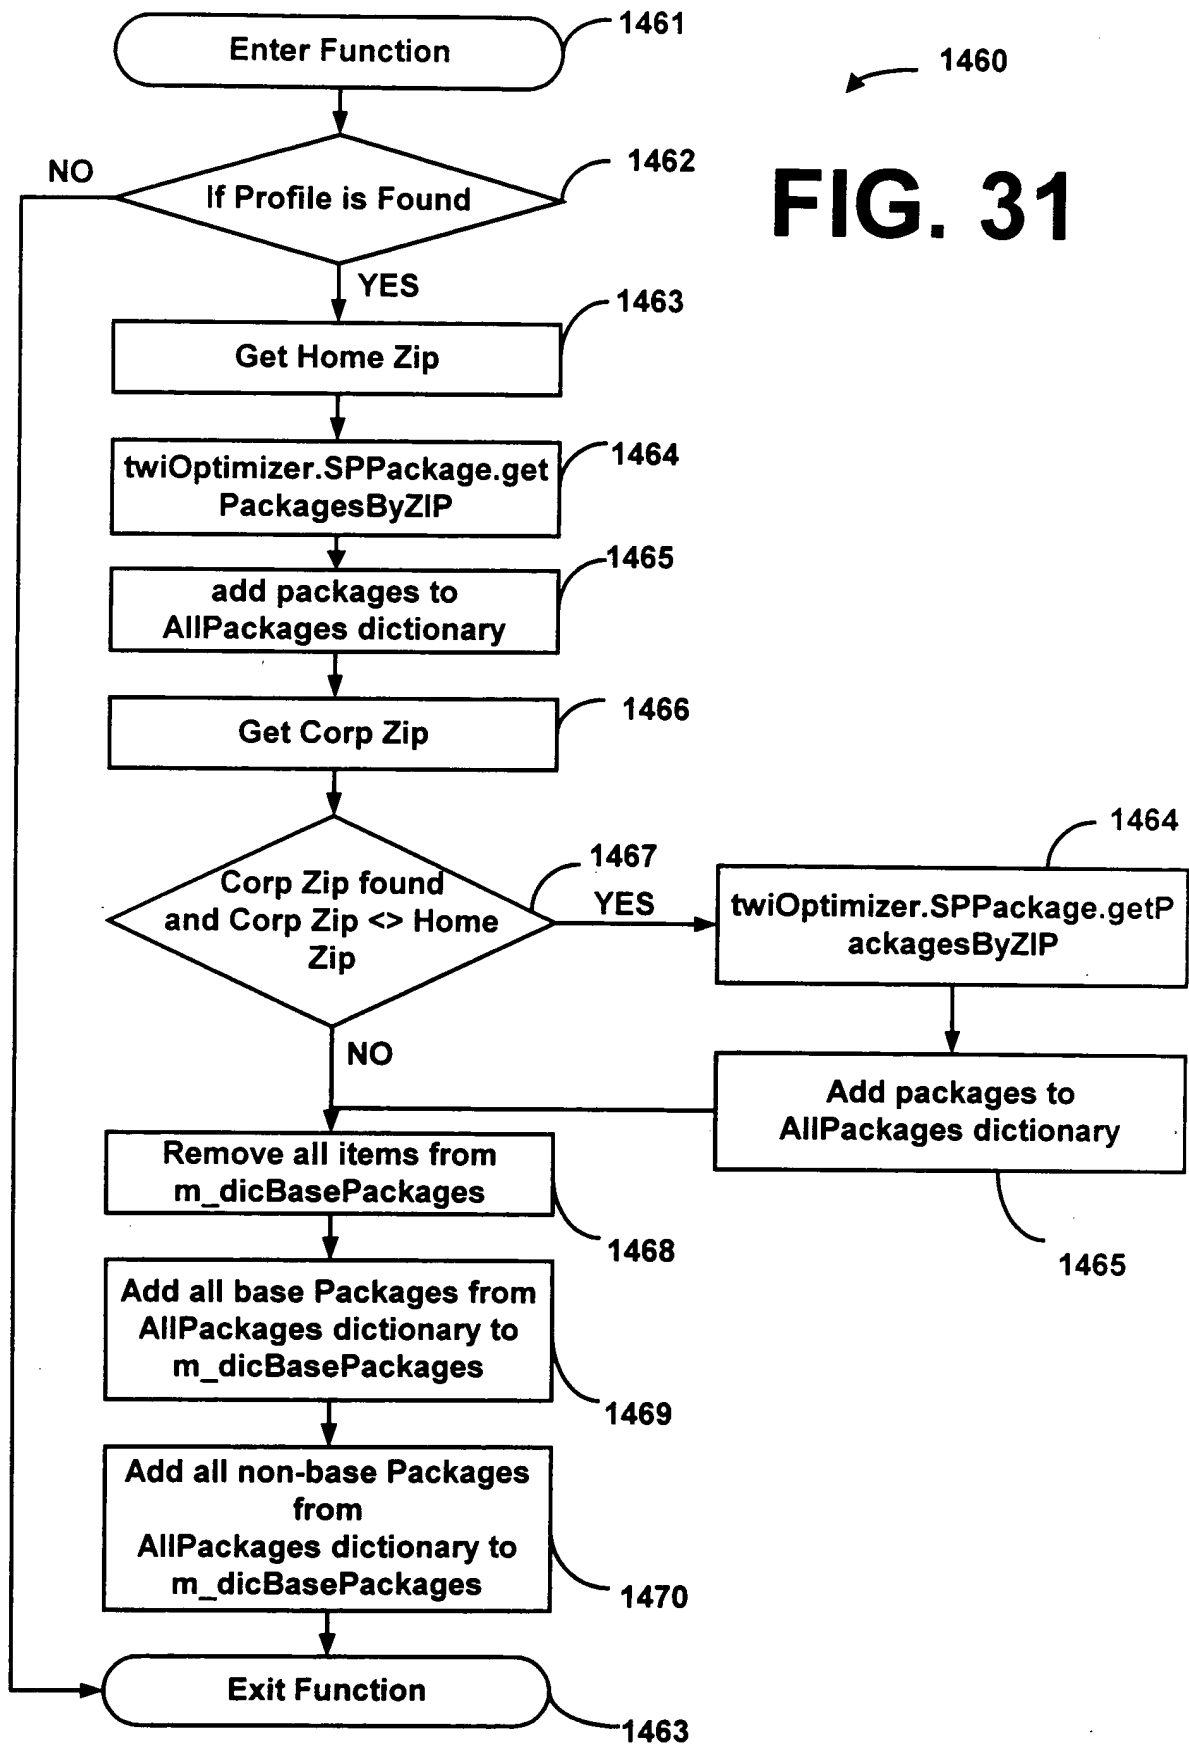 Enter Function
1461
1460
FIG. 31
If Profile is Found
1462
NO
YES
Get Home Zip
1463
twiOptimizer.SPPackage.get
PackagesByZIP
1464
add packages to
AllPackages dictionary
1465
Get Corp Zip
1466
Corp Zip found
and Corp Zip <> Home
Zip
1467
YES
NO
twiOptimizer.SPPackage.getP
ackagesByZIP
1464
Add packages to
AllPackages dictionary
1465
Remove all items from
m_dicBasePackages
1468
Add all base Packages from
AllPackages dictionary to
m_dicBasePackages
1469
Add all non-base Packages
from
AllPackages dictionary to
m_dicBasePackages
1470
Exit Function
1463